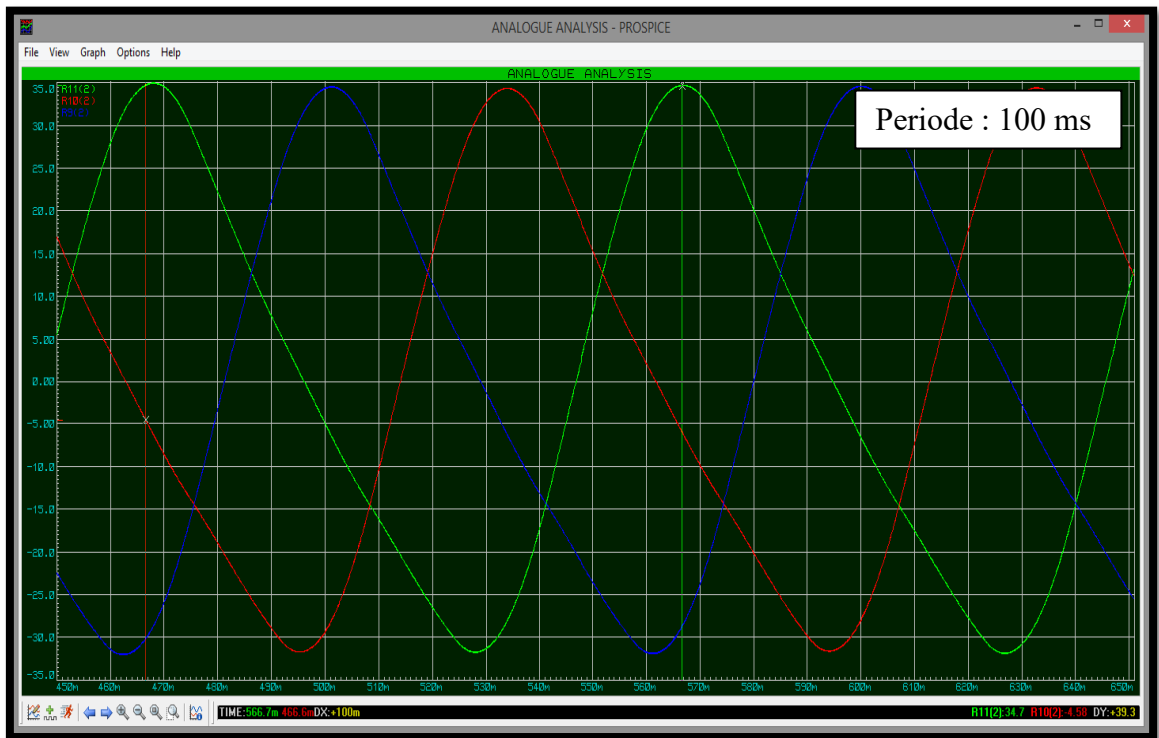 ANALOGUE ANALYSIS - PROSPICE
File View Graph Options Help
ANALOGUE ANALYSIS
R11(2)
R10(2)
Periode : 100 ms
35.0
30.0
25.0
20.0
15.0
10.0
5.00
0.00
-5.00
-10.0
-15.0
-20.0
-25.0
-30.0
-35.0
450m 460m 470m 480m 490m 500m 510m 520m 530m 540m 550m 560m 570m 580m 590m 600m 610m 620m 630m 640m 650m
TIME:566.7m 466.6m DX:+100m R11(2):34.7 R10(2):-4.58 DY:+39.3